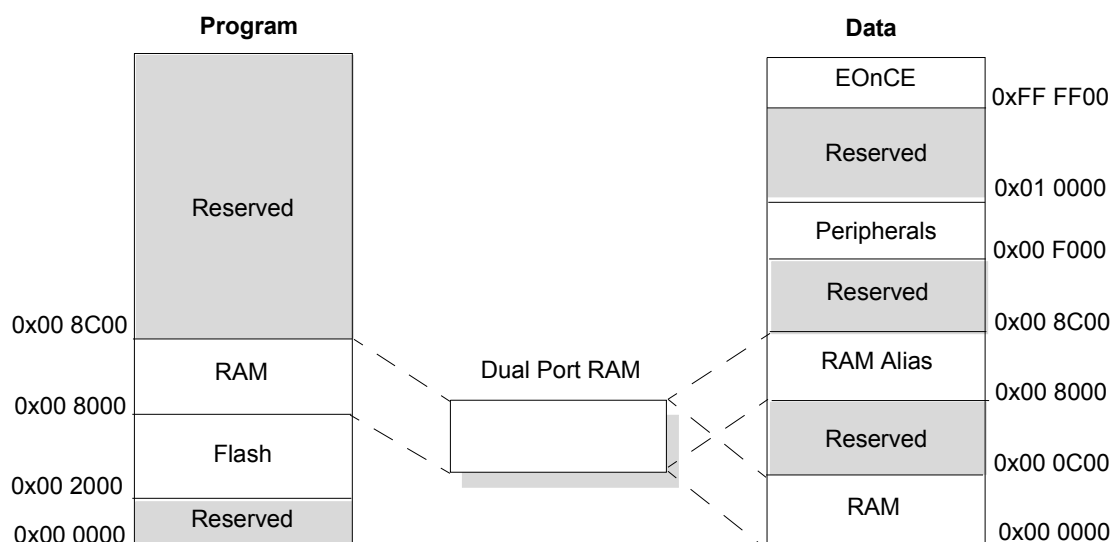 Program
Reserved
0x00 8C00
RAM
0x00 8000
Flash
0x00 2000
Reserved
0x00 0000
Dual Port RAM
Data
EOnCE
0xFF FF00
Reserved
0x01 0000
Peripherals
0x00 F000
Reserved
0x00 8C00
RAM Alias
0x00 8000
Reserved
0x00 0C00
RAM
0x00 0000